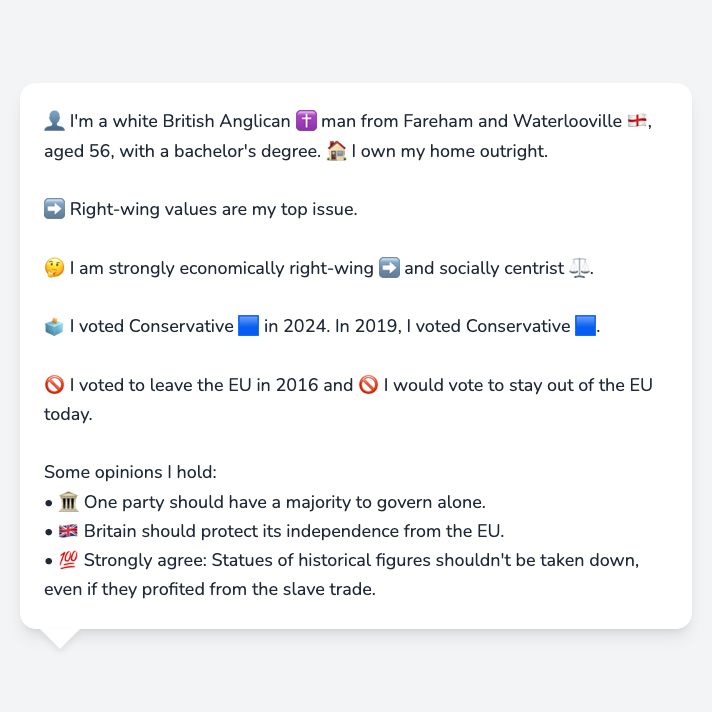 👤 I'm a white British Anglican ✝️ man from Fareham and Waterlooville 🏴󠁧󠁢󠁥󠁮󠁧󠁿,
aged 56, with a bachelor's degree. 🏠 I own my home outright.
➡️ Right-wing values are my top issue.
🤔 I am strongly economically right-wing ➡️ and socially centrist ⚖️.
🗳️ I voted Conservative 🟦 in 2024. In 2019, I voted Conservative 🟦.
🚫 I voted to leave the EU in 2016 and 🚫 I would vote to stay out of the EU
today.
Some opinions I hold:
• 🏛️ One party should have a majority to govern alone.
• 🇬🇧 Britain should protect its independence from the EU.
• 💯 Strongly agree: Statues of historical figures shouldn't be taken down,
even if they profited from the slave trade.